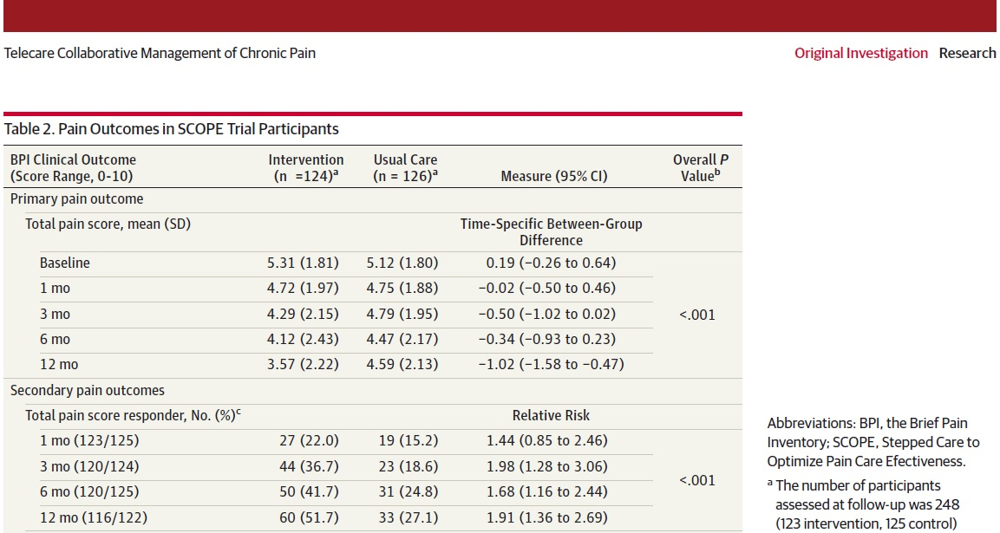 Telecare Collaborative Management of Chronic Pain
Original Investigation Research
Table 2. Pain Outcomes in SCOPE Trial Participants
BPI Clinical Outcome (Score Range, 0-10) Intervention (n =124)a Usual Care (n = 126)a Measure (95% CI) Overall P Valueb
Primary pain outcome
Total pain score, mean (SD) Time-Specific Between-Group Difference
Baseline 5.31 (1.81) 5.12 (1.80) 0.19 (−0.26 to 0.64)
1 mo 4.72 (1.97) 4.75 (1.88) −0.02 (−0.50 to 0.46)
3 mo 4.29 (2.15) 4.79 (1.95) −0.50 (−1.02 to 0.02) <.001
6 mo 4.12 (2.43) 4.47 (2.17) −0.34 (−0.93 to 0.23)
12 mo 3.57 (2.22) 4.59 (2.13) −1.02 (−1.58 to −0.47)
Secondary pain outcomes
Total pain score responder, No. (%)c Relative Risk
1 mo (123/125) 27 (22.0) 19 (15.2) 1.44 (0.85 to 2.46)
3 mo (120/124) 44 (36.7) 23 (18.6) 1.98 (1.28 to 3.06)
<.001
6 mo (120/125) 50 (41.7) 31 (24.8) 1.68 (1.16 to 2.44)
12 mo (116/122) 60 (51.7) 33 (27.1) 1.91 (1.36 to 2.69)
Abbreviations: BPI, the Brief Pain
Inventory; SCOPE, Stepped Care to
Optimize Pain Care Effectiveness.
a The number of participants
assessed at follow-up was 248
(123 intervention, 125 control)